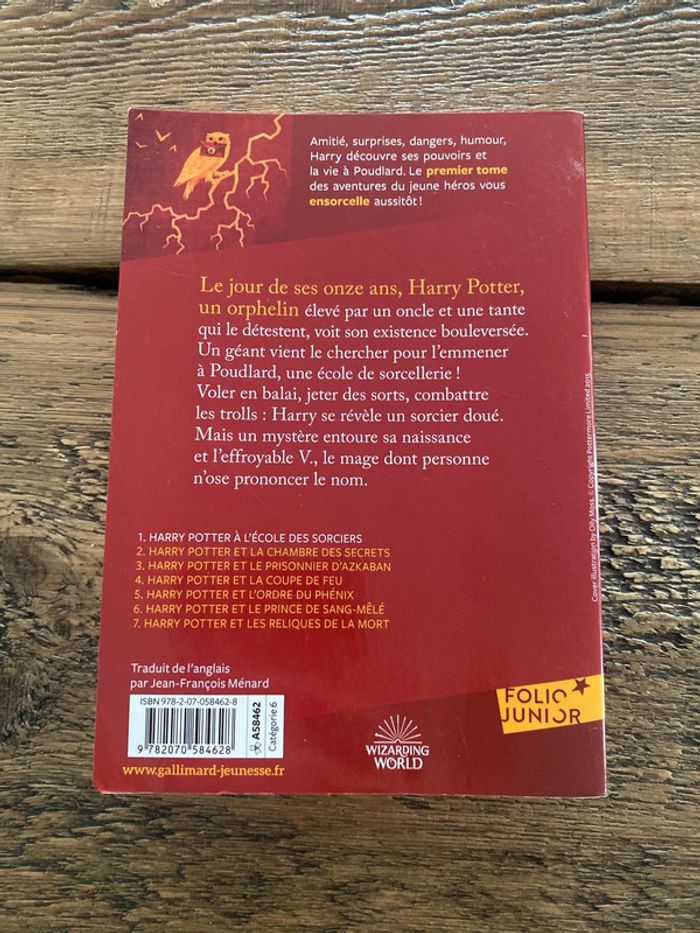 Amitié, surprises, dangers, humour,
Harry découvre ses pouvoirs et
la vie à Poudlard. Le premier tome
des aventures du jeune héros vous
ensorcelle aussitôt !
Le jour de ses onze ans, Harry Potter,
un orphelin élevé par un oncle et une tante
qui le détestent, voit son existence bouleversée.
Un géant vient le chercher pour l'emmener
à Poudlard, une école de sorcellerie !
Voler en balai, jeter des sorts, combattre
les trolls : Harry se révèle un sorcier doué.
Mais un mystère entoure sa naissance
et l'effroyable V., le mage dont personne
n'ose prononcer le nom.
1. HARRY POTTER À L'ÉCOLE DES SORCIERS
2. HARRY POTTER ET LA CHAMBRE DES SECRETS
3. HARRY POTTER ET LE PRISONNIER D'AZKABAN
4. HARRY POTTER ET LA COUPE DE FEU
5. HARRY POTTER ET L'ORDRE DU PHÉNIX
6. HARRY POTTER ET LE PRINCE DE SANG-MÊLÉ
7. HARRY POTTER ET LES RELIQUES DE LA MORT
Traduit de l'anglais
par Jean-François Ménard
ISBN 978-2-07-058462-8
9 782070 584628
A58462
Catégorie 6
www.gallimard-jeunesse.fr
WIZARDING
WORLD
FOLIO
JUNIOR
Cover illustration by Olly Moss. © Copyright Pottermore Limited 2015